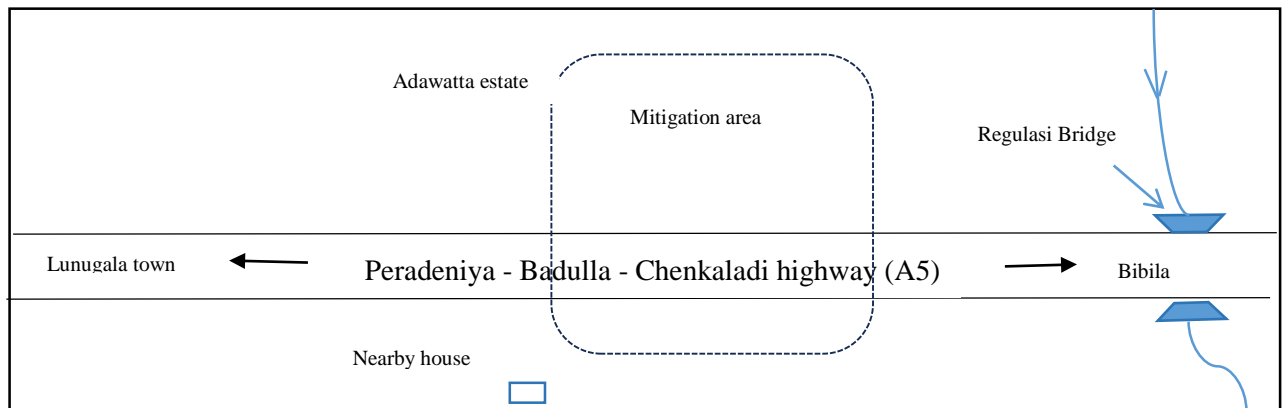 Adawatta estate
Mitigation area
Regulasi Bridge
Lunugala town
Peradeniya - Badulla - Chenkaladi highway (A5)
Bibila
Nearby house